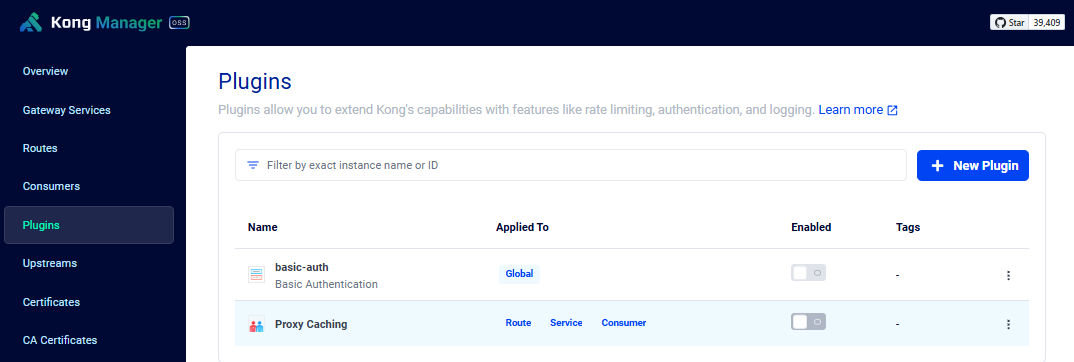 Kong Manager OSS
Star 39,409
Overview
Gateway Services
Routes
Consumers
Plugins
Upstreams
Certificates
CA Certificates
Plugins
Plugins allow you to extend Kong's capabilities with features like rate limiting, authentication, and logging. Learn more
Filter by exact instance name or ID
New Plugin
Name Applied To Enabled Tags
basic-auth
Basic Authentication
Global
-
Proxy Caching
Route Service Consumer
-